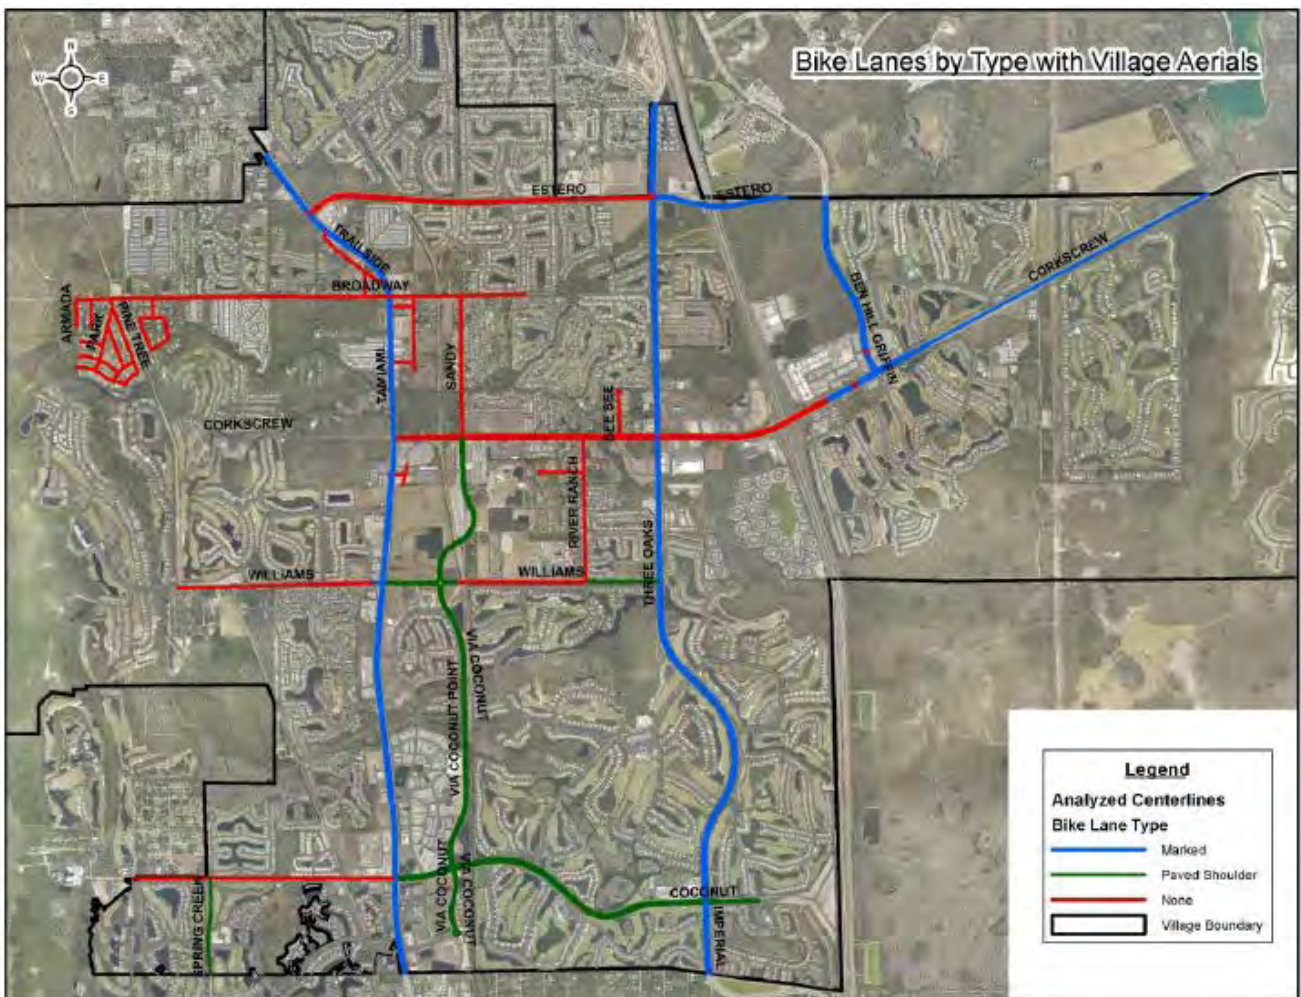 Bike Lanes by Type with Village Aerials
N
W E
S
ESTERO
ESTERO
TRAILSIDE
BROADWAY
CORKSCREW
ARMADA
PARK
PINE TREE
BEN HILL GRIFFIN
TAMIAMI
SANDY
BEE SEE
CORKSCREW
RIVER RANCH
THREE OAKS
WILLIAMS
WILLIAMS
VIA COCONUT
VIA COCONUT POINT
VIA COCONUT
VIA COCONUT
COCONUT
SPRING CREEK
IMPERIAL
Legend
Analyzed Centerlines
Bike Lane Type
Marked
Paved Shoulder
None
Village Boundary